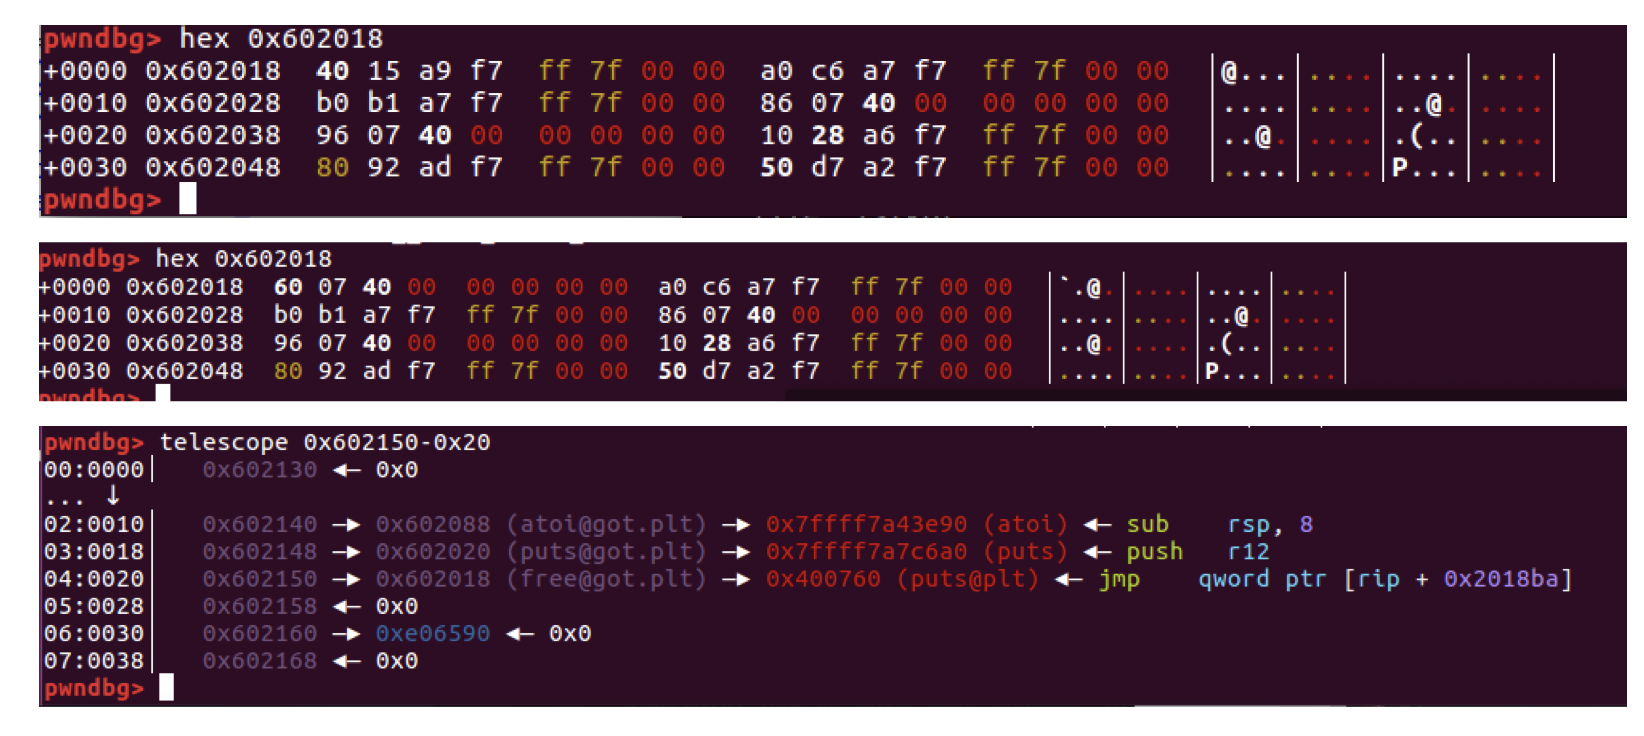 pwndbg> hex 0x602018
+0000 0x602018  40 15 a9 f7  ff 7f 00 00  a0 c6 a7 f7  ff 7f 00 00  |@...|....|....|....|
+0010 0x602028  b0 b1 a7 f7  ff 7f 00 00  86 07 40 00  00 00 00 00  |....|....|..@.|....|
+0020 0x602038  96 07 40 00  00 00 00 00  10 28 a6 f7  ff 7f 00 00  |..@.|....|.(..|....|
+0030 0x602048  80 92 ad f7  ff 7f 00 00  50 d7 a2 f7  ff 7f 00 00  |....|....|P...|....|
pwndbg>
pwndbg> hex 0x602018
+0000 0x602018  60 07 40 00  00 00 00 00  a0 c6 a7 f7  ff 7f 00 00  |`.@.|....|....|....|
+0010 0x602028  b0 b1 a7 f7  ff 7f 00 00  86 07 40 00  00 00 00 00  |....|....|..@.|....|
+0020 0x602038  96 07 40 00  00 00 00 00  10 28 a6 f7  ff 7f 00 00  |..@.|....|.(..|....|
+0030 0x602048  80 92 ad f7  ff 7f 00 00  50 d7 a2 f7  ff 7f 00 00  |....|....|P...|....|
pwndbg>
pwndbg> telescope 0x602150-0x20
00:0000│   0x602130 ◂— 0x0
... ↓
02:0010│   0x602140 —▸ 0x602088 (atoi@got.plt) —▸ 0x7ffff7a43e90 (atoi) ◂— sub    rsp, 8
03:0018│   0x602148 —▸ 0x602020 (puts@got.plt) —▸ 0x7ffff7a7c6a0 (puts) ◂— push   r12
04:0020│   0x602150 —▸ 0x602018 (free@got.plt) —▸ 0x400760 (puts@plt) ◂— jmp    qword ptr [rip + 0x2018ba]
05:0028│   0x602158 ◂— 0x0
06:0030│   0x602160 —▸ 0xe06590 ◂— 0x0
07:0038│   0x602168 ◂— 0x0
pwndbg>